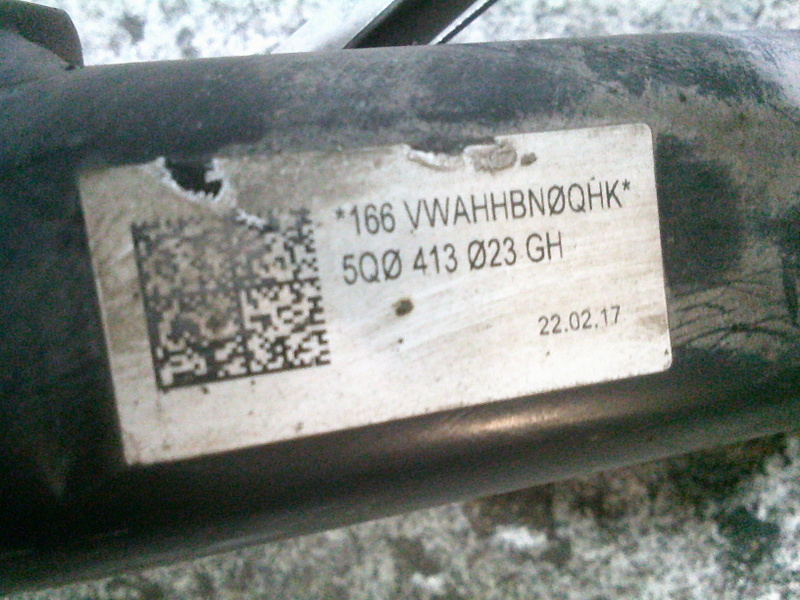 *166 VWAHHBNØQHK*
5QØ 413 Ø23 GH
22.02.17